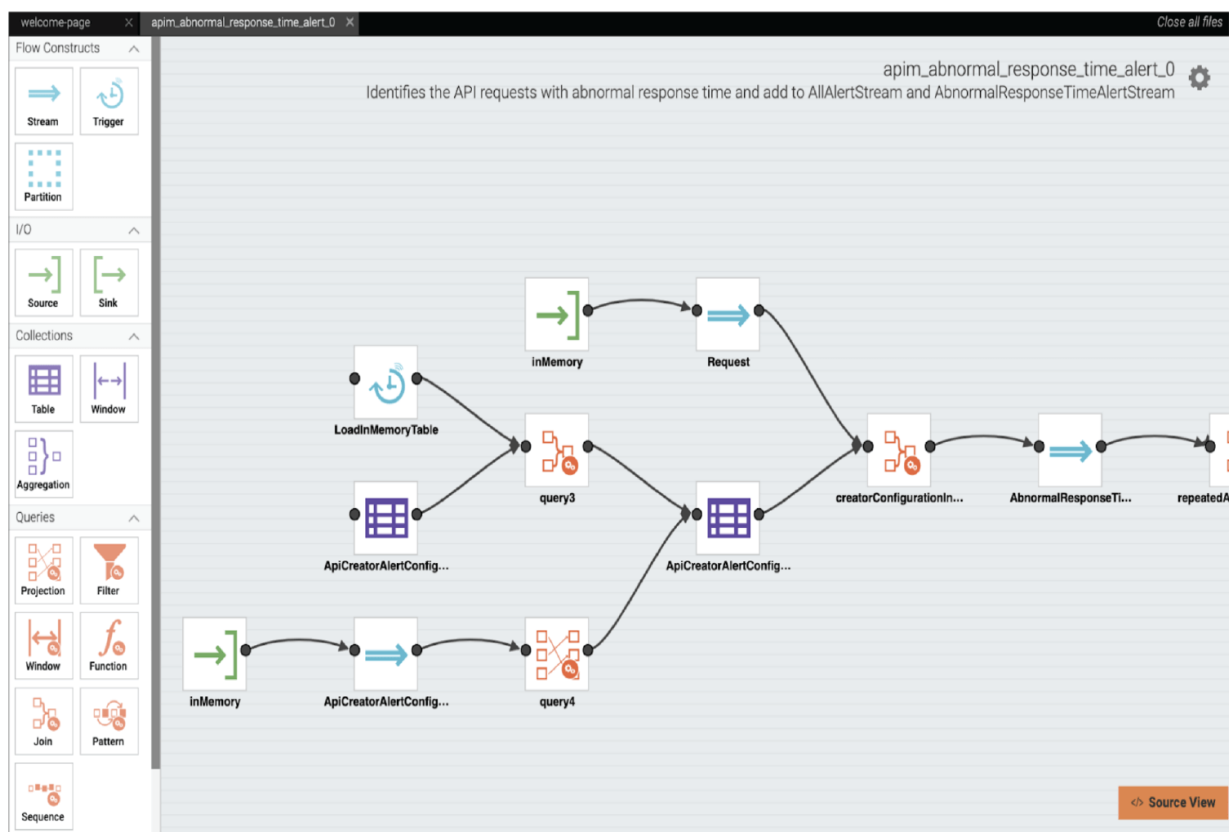 welcome-page X apim_abnormal_response_time_alert_0 X Close all files
Flow Constructs
Stream Trigger
Partition
I/O
Source Sink
Collections
Table Window
Aggregation
Queries
Projection Filter
Window Function
Join Pattern
Sequence
apim_abnormal_response_time_alert_0
Identifies the API requests with abnormal response time and add to AllAlertStream and AbnormalResponseTimeAlertStream
inMemory Request
LoadInMemoryTable
query3 creatorConfigurationIn... AbnormalResponseTi... repeatedA
ApiCreatorAlertConfig... ApiCreatorAlertConfig...
inMemory ApiCreatorAlertConfig... query4
</> Source View